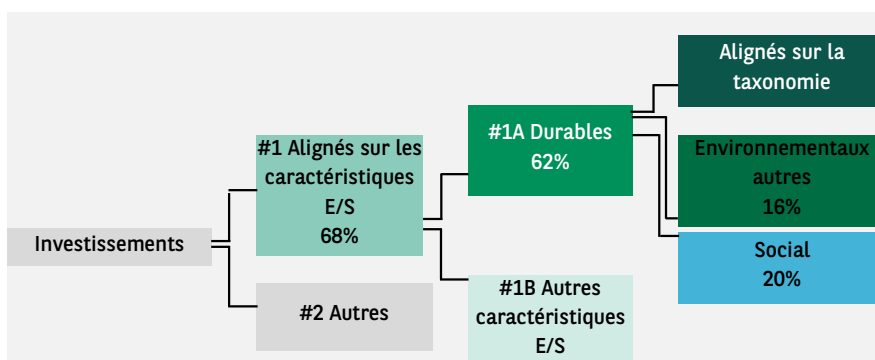 Investissements
#1 Alignés sur les
caractéristiques
E/S
68%
#2 Autres
#1A Durables
62%
#1B Autres
caractéristiques
E/S
Alignés sur la
taxonomie
Environnementaux
autres
16%
Social
20%